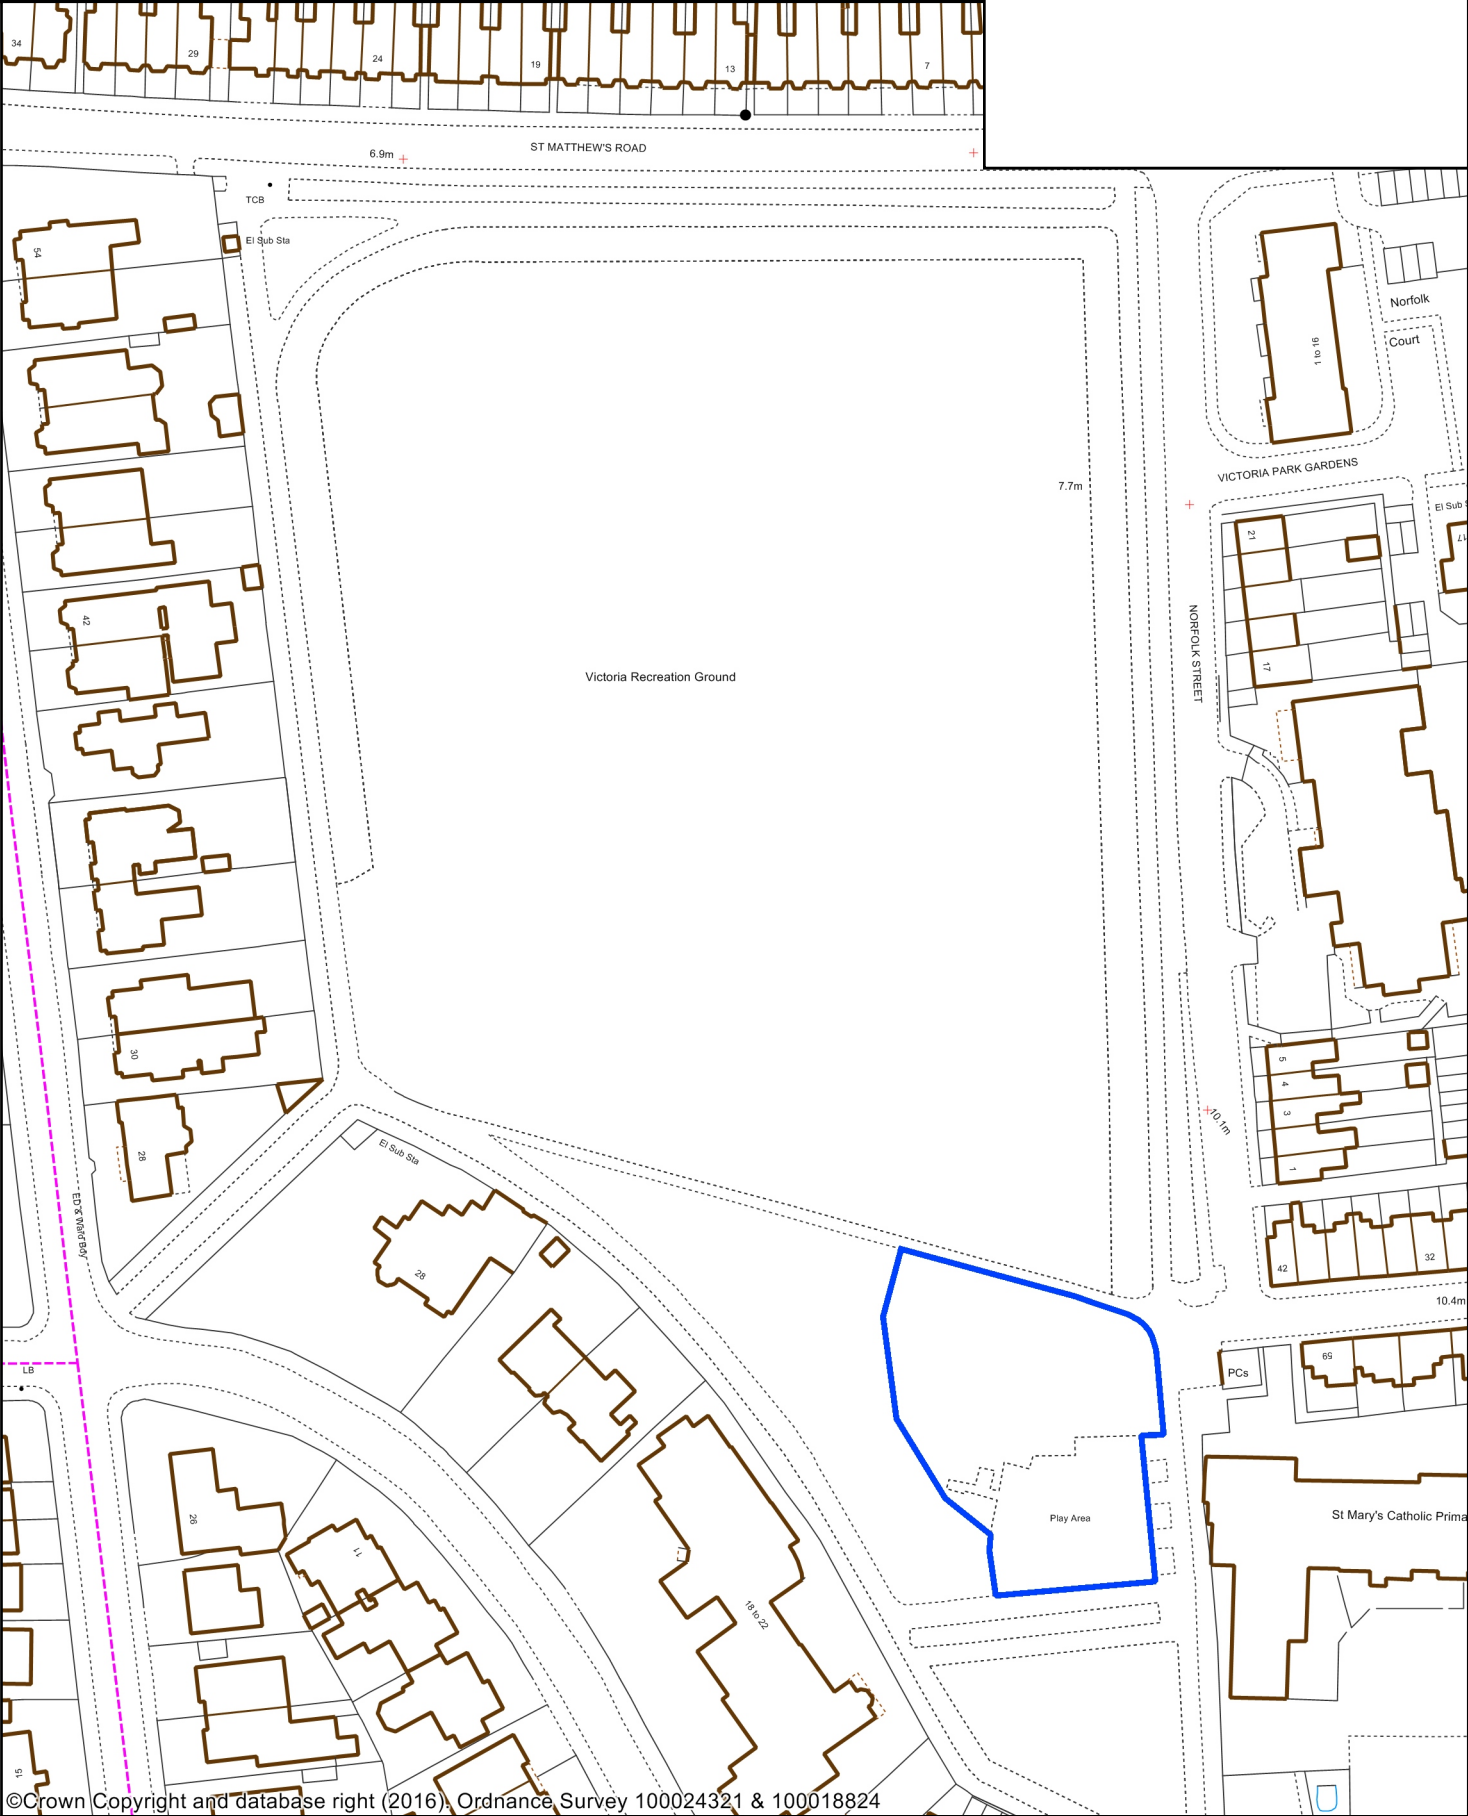 34
29
24
19
13
7
ST MATTHEW'S ROAD
6.9m
TCB
El Sub Sta
54
1 to 16
Norfolk
Court
VICTORIA PARK GARDENS
7.7m
El Sub
21
17
17
42
NORFOLK STREET
Victoria Recreation Ground
30
28
5
4
3
1
10.1m
El Sub Sta
ED & Ward Bdy
28
42
32
10.4m
LB
69
PCs
26
11
Play Area
St Mary's Catholic Prima
18 to 22
15
©Crown Copyright and database right (2016). Ordnance Survey 100024321 & 100018824